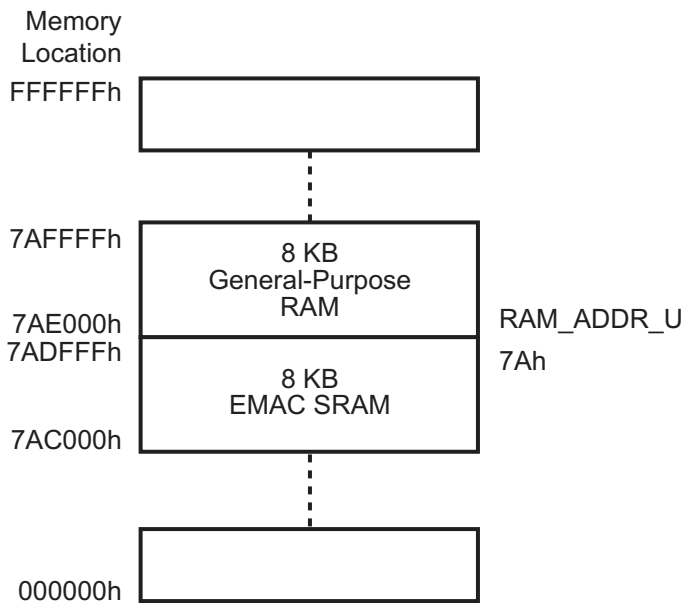 Memory
Location
FFFFFFh
7AFFFFh
8 KB
General-Purpose
RAM
7AE000h
RAM_ADDR_U
7ADFFFh
7Ah
8 KB
EMAC SRAM
7AC000h
000000h